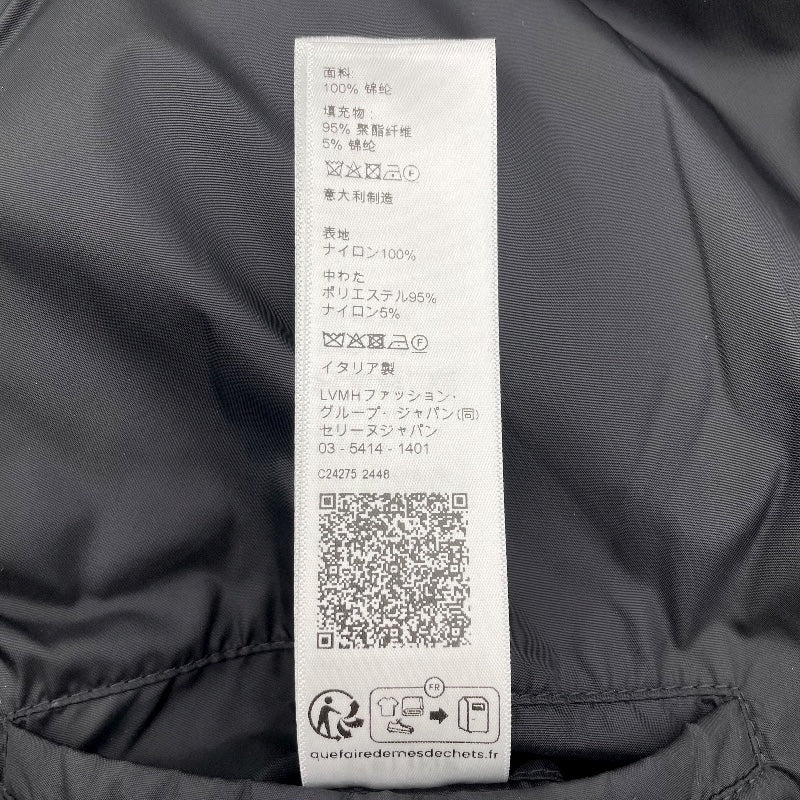 面料:
100% 锦纶
填充物:
95% 聚酯纤维
5% 锦纶
F
意大利制造
表地
ナイロン100%
中わた
ポリエステル95%
ナイロン5%
F
イタリア製
LVMHファッション・
グループ・ジャパン(同)
セリーヌジャパン
03 - 5414 - 1401
C24275 2448
FR
quefairedemesdechets.fr